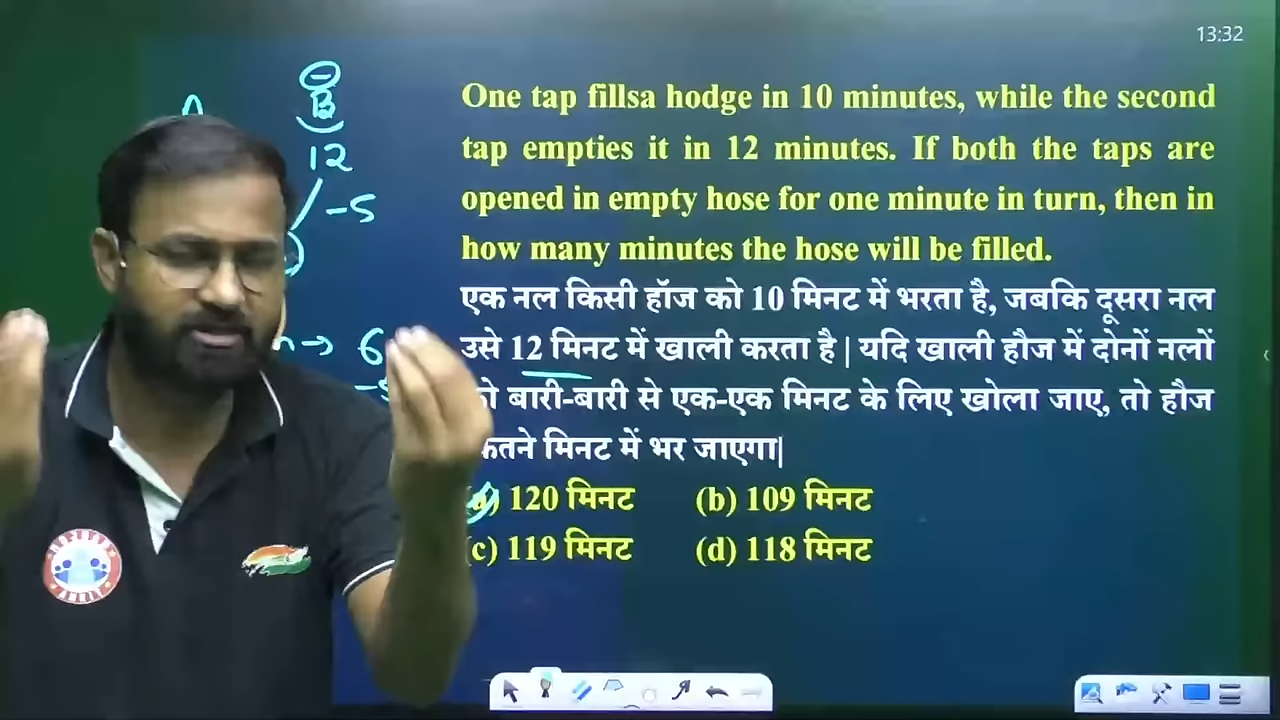 13:32
A
B
12
-5
6
One tap fillsa hodge in 10 minutes, while the second
tap empties it in 12 minutes. If both the taps are
opened in empty hose for one minute in turn, then in
how many minutes the hose will be filled.
एक नल किसी हॉज को 10 मिनट में भरता है, जबकि दूसरा नल
उसे 12 मिनट में खाली करता है | यदि खाली हौज में दोनों नलों
बारी-बारी से एक-एक मिनट के लिए खोला जाए, तो हौज
मिनट में भर जाएगा|
(a) 120 मिनट (b) 109 मिनट
(c) 119 मिनट (d) 118 मिनट